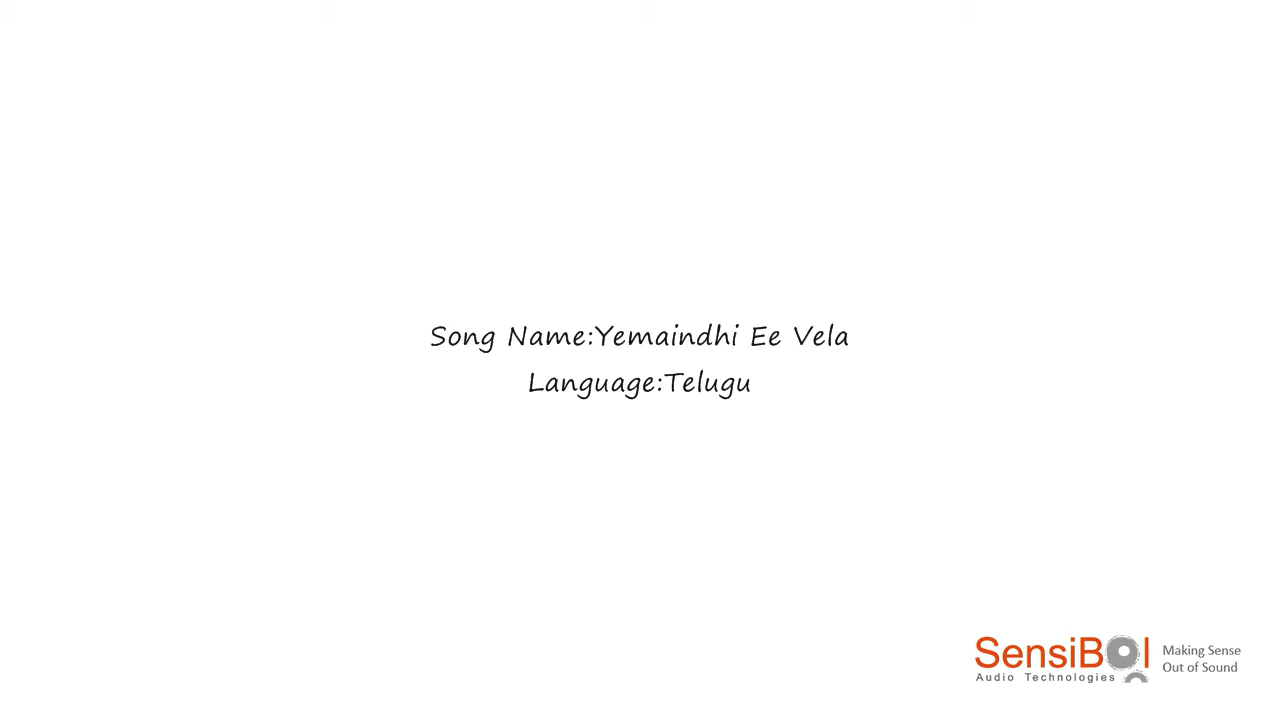 Song Name:Yemaindhi Ee Vela
Language:Telugu
SensiBol
Audio Technologies
Making Sense
Out of Sound